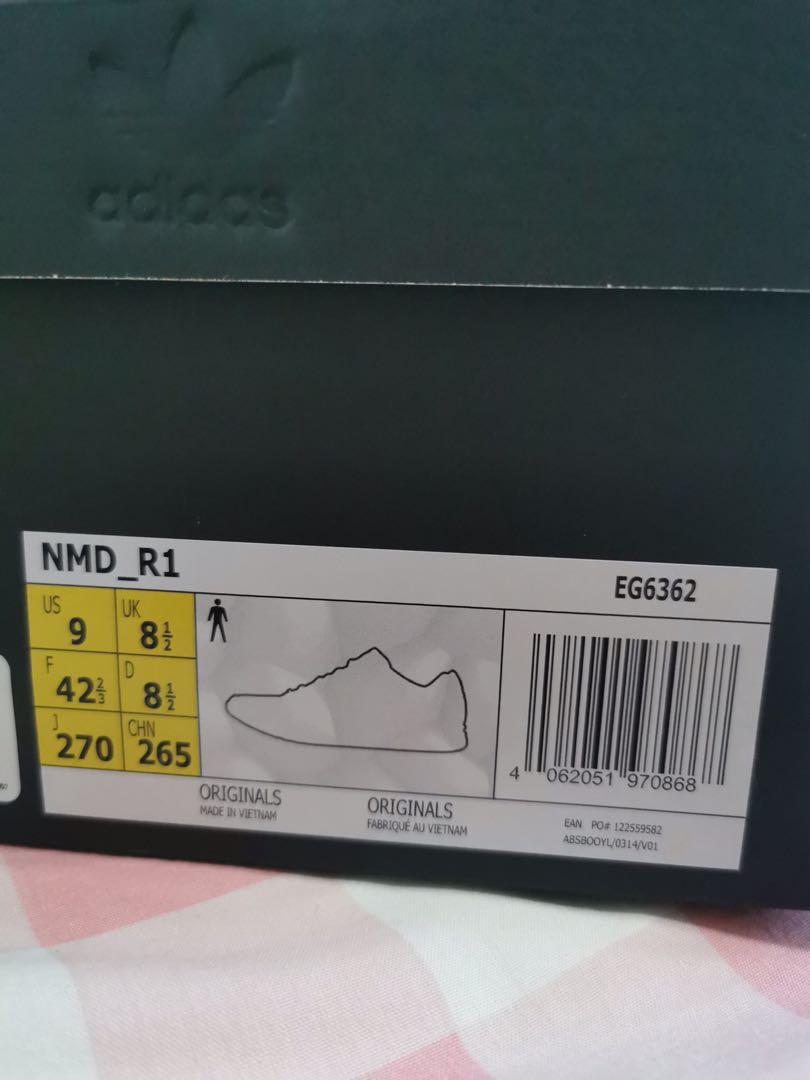 adidas
NMD_R1
EG6362
US 9 UK 8½
F 42⅔ D 8½
J 270 CHN 265
4 062051 970868
ORIGINALS
MADE IN VIETNAM
ORIGINALS
FABRIQUÉ AU VIETNAM
EAN PO# 122559582
ABSBOOYL/0314/V01